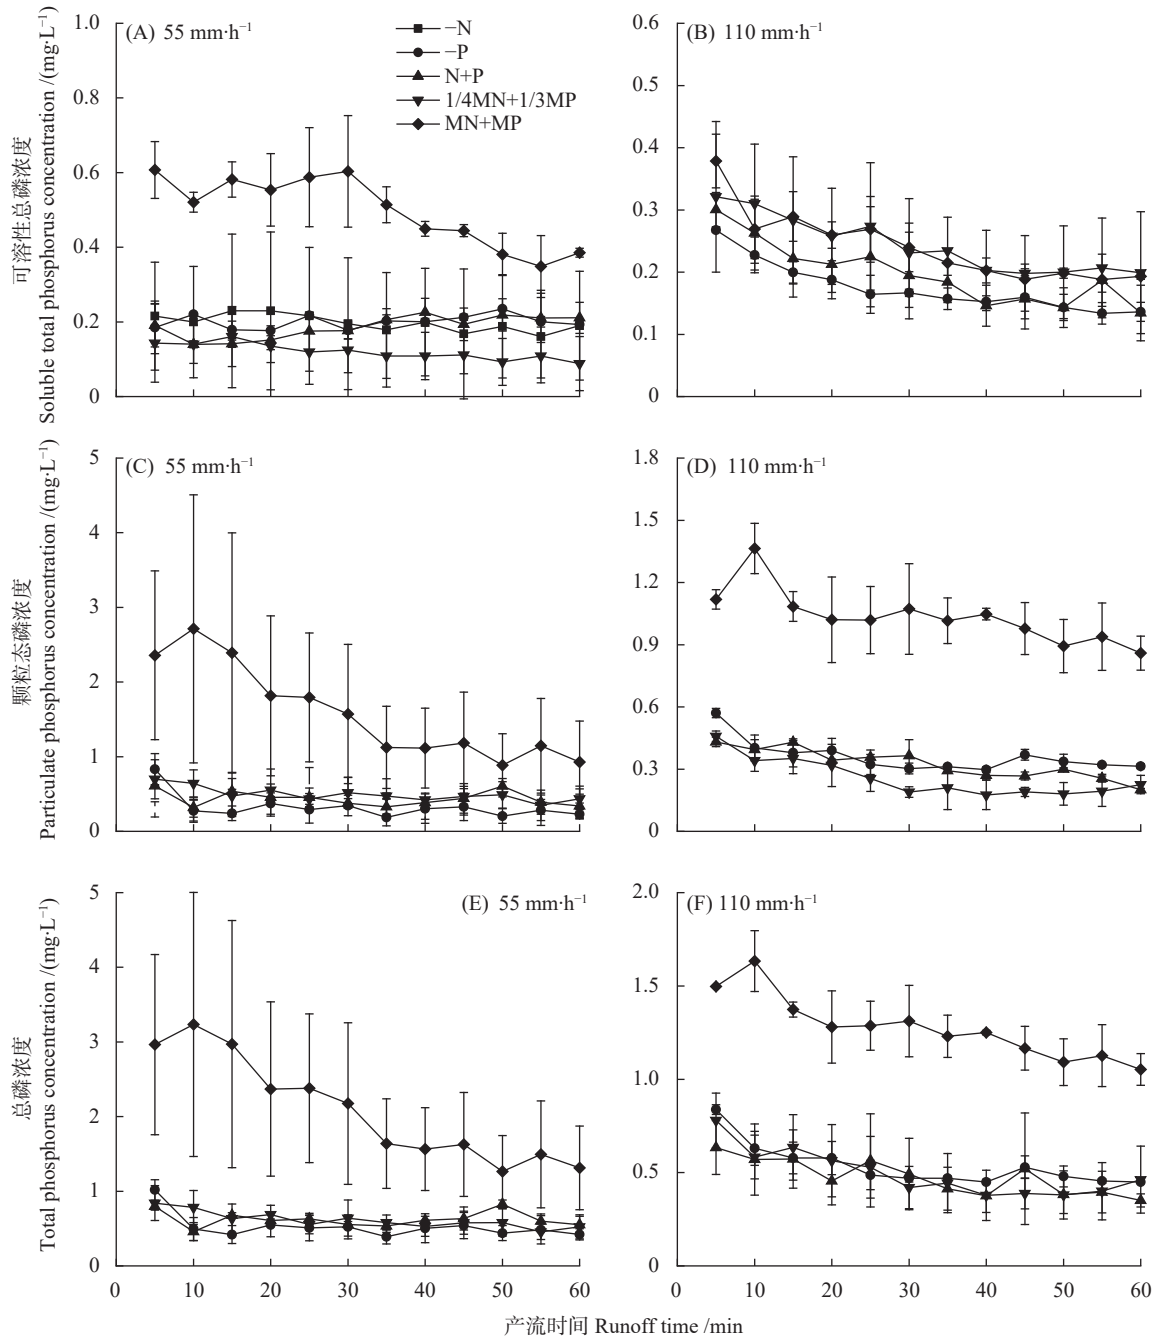 (A) 55 mm·h⁻¹
−N
−P
N+P
1/4MN+1/3MP
MN+MP
1.0
0.8
0.6
0.4
0.2
0
可溶性总磷浓度
Soluble total phosphorus concentration /(mg·L⁻¹)
(B) 110 mm·h⁻¹
0.6
0.5
0.4
0.3
0.2
0.1
0
(C) 55 mm·h⁻¹
5
4
3
2
1
0
颗粒态磷浓度
Particulate phosphorus concentration /(mg·L⁻¹)
(D) 110 mm·h⁻¹
1.8
1.5
1.2
0.9
0.6
0.3
0
(E) 55 mm·h⁻¹
5
4
3
2
1
0
总磷浓度
Total phosphorus concentration /(mg·L⁻¹)
0 10 20 30 40 50 60
(F) 110 mm·h⁻¹
2.0
1.5
1.0
0.5
0
0 10 20 30 40 50 60
产流时间 Runoff time /min